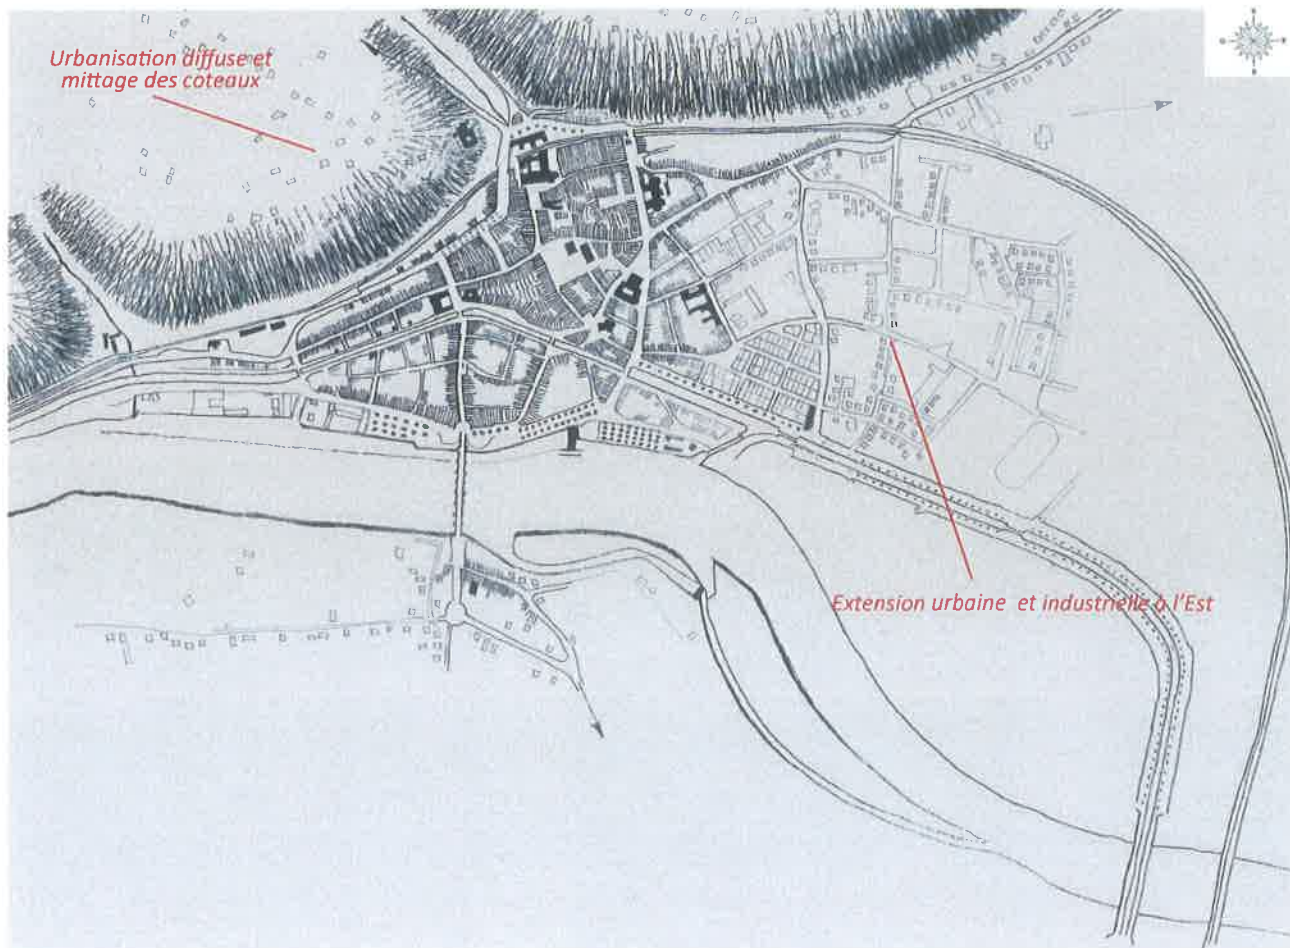 Urbanisation diffuse et
mittage des coteaux
Extension urbaine et industrielle à l'Est